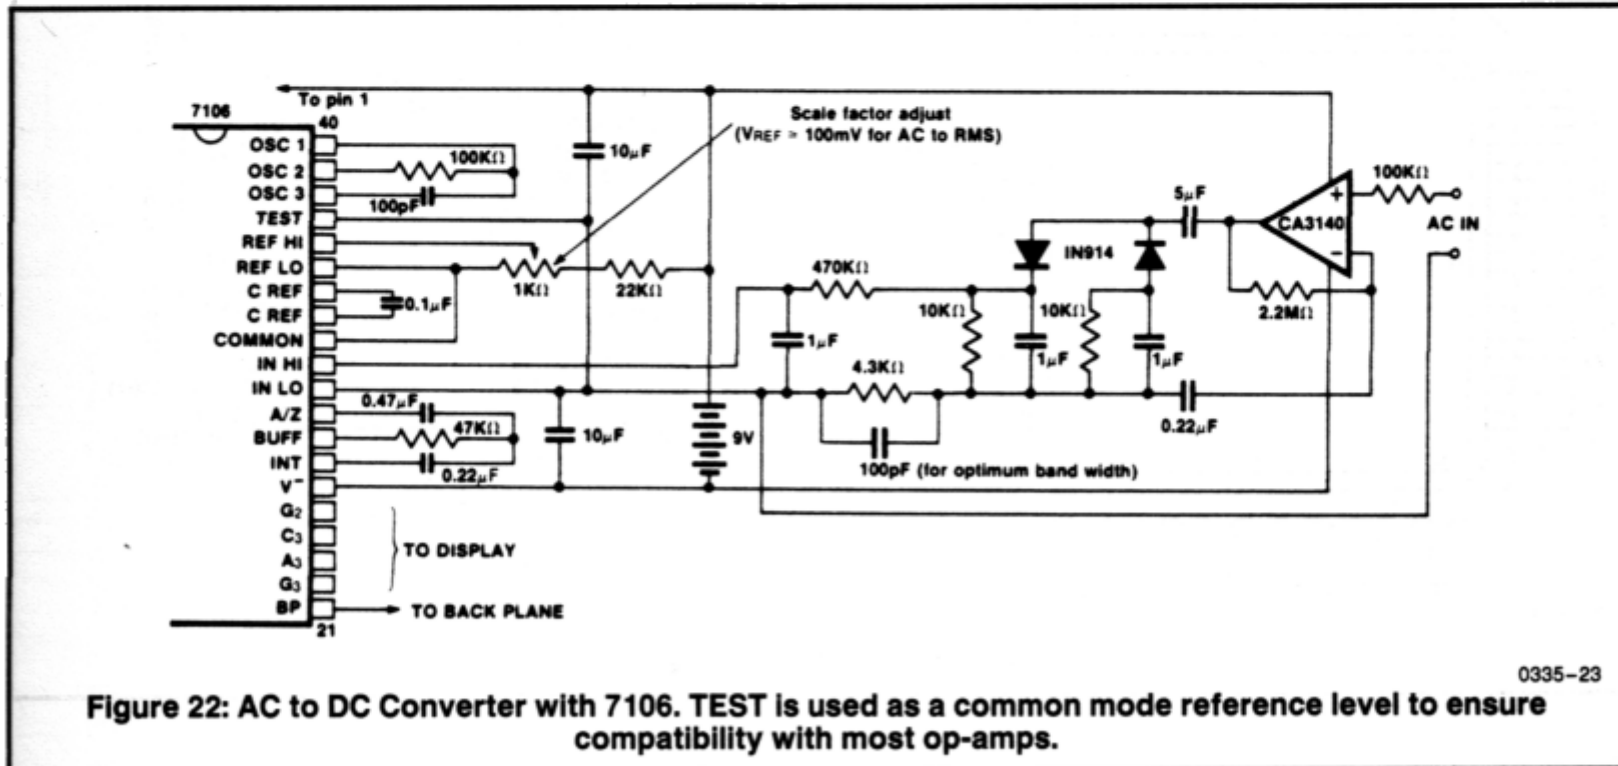 To pin 1
7106
40
Scale factor adjust
(VREF = 100mV for AC to RMS)
OSC 1
OSC 2
OSC 3
TEST
REF HI
REF LO
C REF
C REF
COMMON
IN HI
IN LO
A/Z
BUFF
INT
V−
G2
C3
A3
G3
BP
21
100KΩ
100pF
10μF
1KΩ
22KΩ
0.1μF
0.47μF
47KΩ
0.22μF
10μF
9V
470KΩ
1μF
4.3KΩ
100pF (for optimum band width)
10KΩ
1μF
10KΩ
1μF
IN914
5μF
CA3140
+
−
100KΩ
AC IN
2.2MΩ
0.22μF
TO DISPLAY
TO BACK PLANE
0335–23
Figure 22: AC to DC Converter with 7106. TEST is used as a common mode reference level to ensure
compatibility with most op-amps.